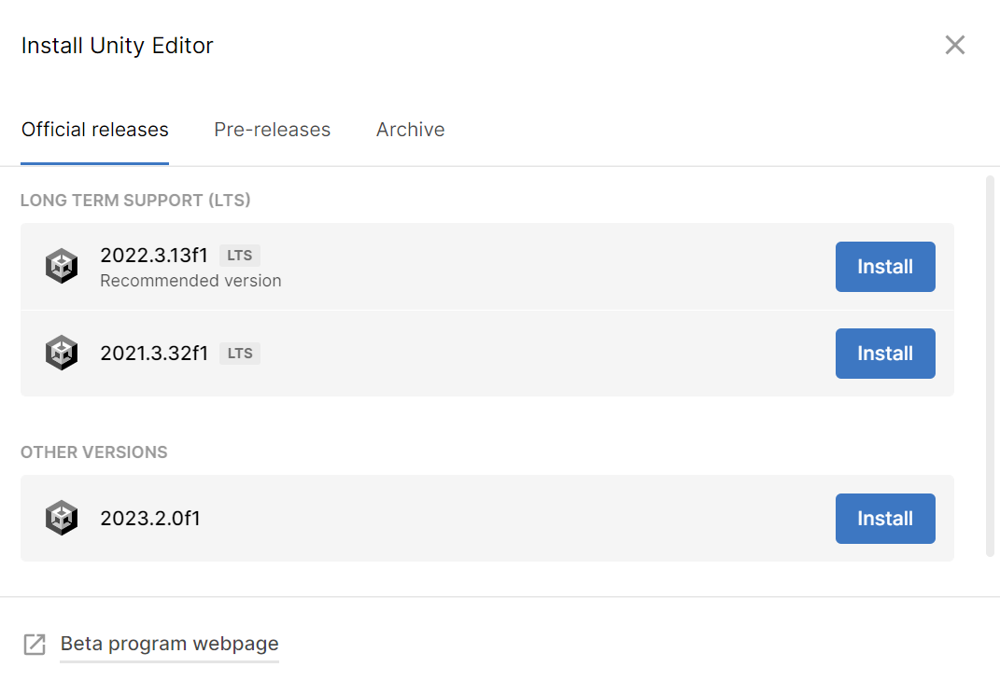 Install Unity Editor
Official releases Pre-releases Archive
LONG TERM SUPPORT (LTS)
2022.3.13f1 LTS
Recommended version
Install
2021.3.32f1 LTS
Install
OTHER VERSIONS
2023.2.0f1
Install
Beta program webpage